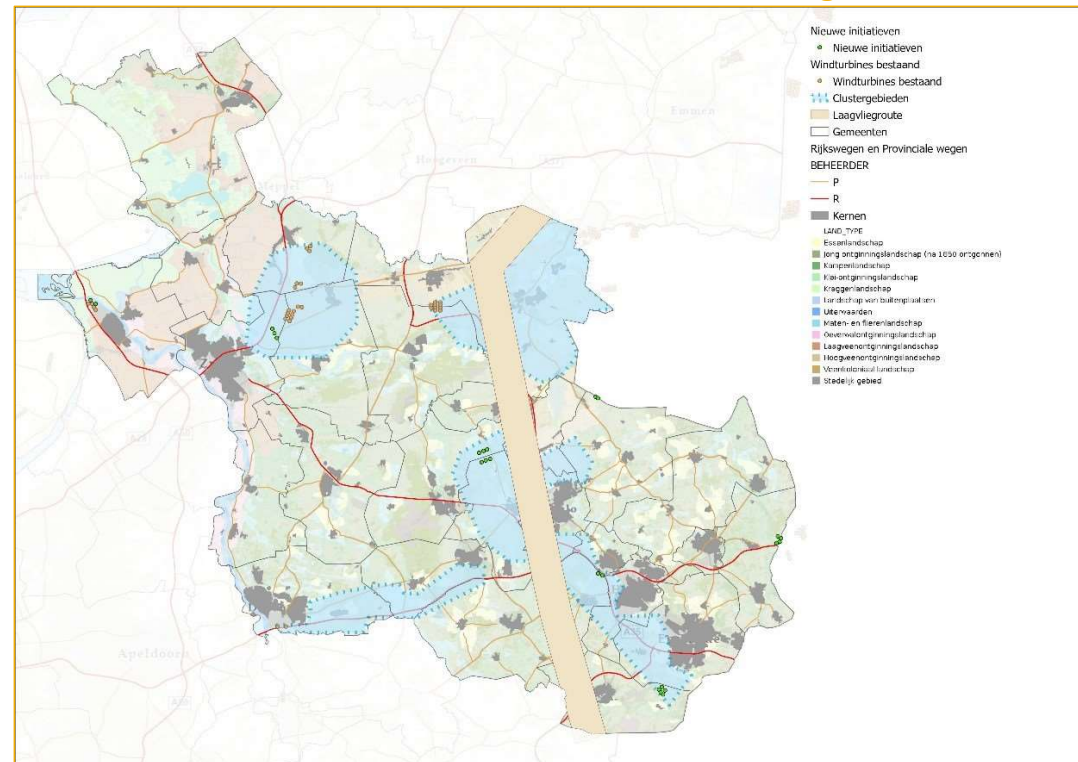 Nieuwe initiatieven
Nieuwe initiatieven
Windturbines bestaand
Windturbines bestaand
Clustergebieden
Laagvliegroute
Gemeenten
Rijkswegen en Provinciale wegen
BEHEERDER
P
R
Kernen
LAND_TYPE
Essenlandschap
Jong ontginningslandschap (na 1850 ontgonnen)
Kampenlandschap
Klei-ontginningslandschap
Kraggenlandschap
Landschap van buitenplaatsen
Uiterwaarden
Maten- en flierenlandschap
Oeverwalontginningslandschap
Laagveenontginningslandschap
Hoogveenontginningslandschap
Veenkoloniaal landschap
Stedelijk gebied
Emmen
Hoogeveen
Apeldoorn